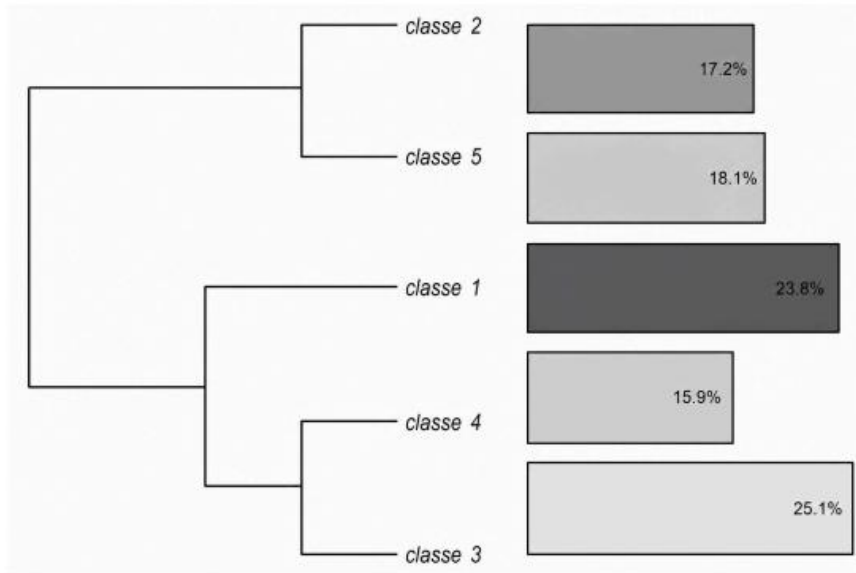 classe 2
17.2%
classe 5
18.1%
classe 1
23.8%
classe 4
15.9%
classe 3
25.1%